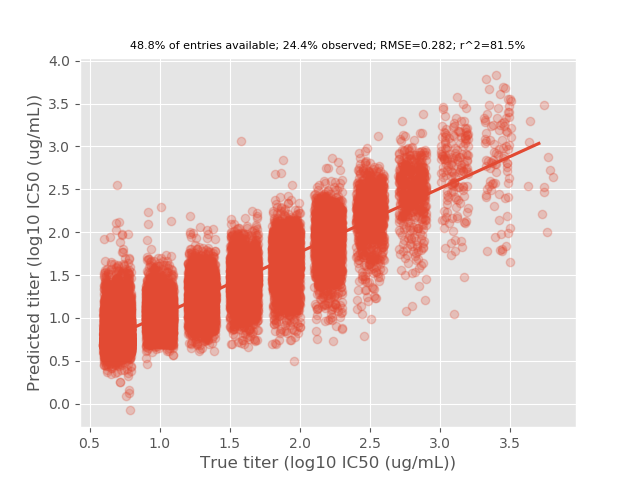 48.8% of entries available; 24.4% observed; RMSE=0.282; r^2=81.5%
4.0
3.5
3.0
2.5
2.0
1.5
1.0
0.5
0.0
Predicted titer (log10 IC50 (ug/mL))
0.5 1.0 1.5 2.0 2.5 3.0 3.5
True titer (log10 IC50 (ug/mL))